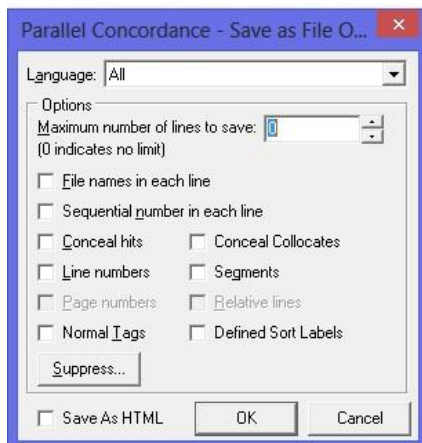 Parallel Concordance - Save as File O...
Language: All
Options
Maximum number of lines to save: 0
(0 indicates no limit)
File names in each line
Sequential number in each line
Conceal hits Conceal Collocates
Line numbers Segments
Page numbers Relative lines
Normal Tags Defined Sort Labels
Suppress...
Save As HTML OK Cancel